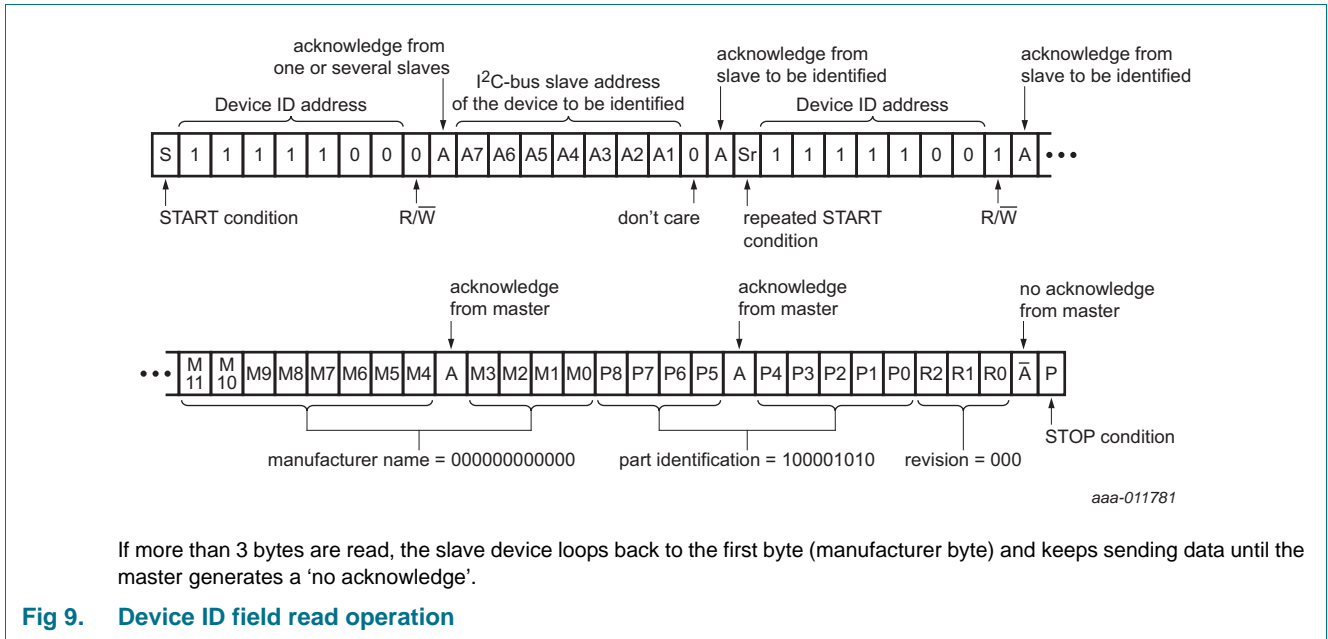 acknowledge from
one or several slaves
I2C-bus slave address
of the device to be identified
acknowledge from
slave to be identified
acknowledge from
slave to be identified
Device ID address
Device ID address
S 1 1 1 1 1 0 0 0 A A7 A6 A5 A4 A3 A2 A1 0 A Sr 1 1 1 1 1 0 0 1 A •••
START condition
R/W̅
don't care
repeated START
condition
R/W̅
acknowledge
from master
acknowledge
from master
no acknowledge
from master
••• M11 M10 M9 M8 M7 M6 M5 M4 A M3 M2 M1 M0 P8 P7 P6 P5 A P4 P3 P2 P1 P0 R2 R1 R0 A̅ P
STOP condition
manufacturer name = 000000000000
part identification = 100001010
revision = 000
aaa-011781
If more than 3 bytes are read, the slave device loops back to the first byte (manufacturer byte) and keeps sending data until the
master generates a ‘no acknowledge’.
Fig 9. Device ID field read operation